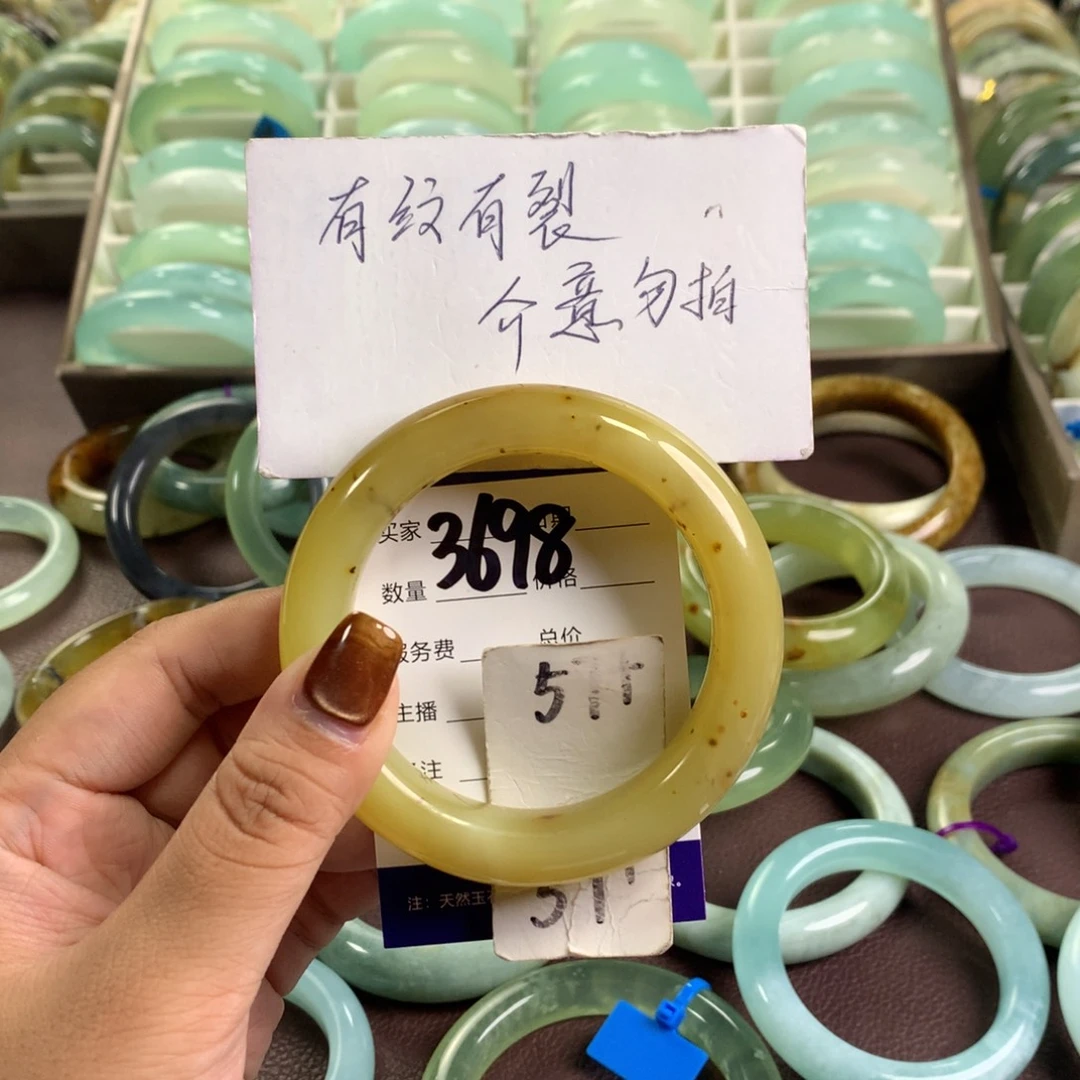 有纹有裂
介意勿拍
买家
3698
数量 价格
服务费 总价
主播
注
5
5
注：天然玉